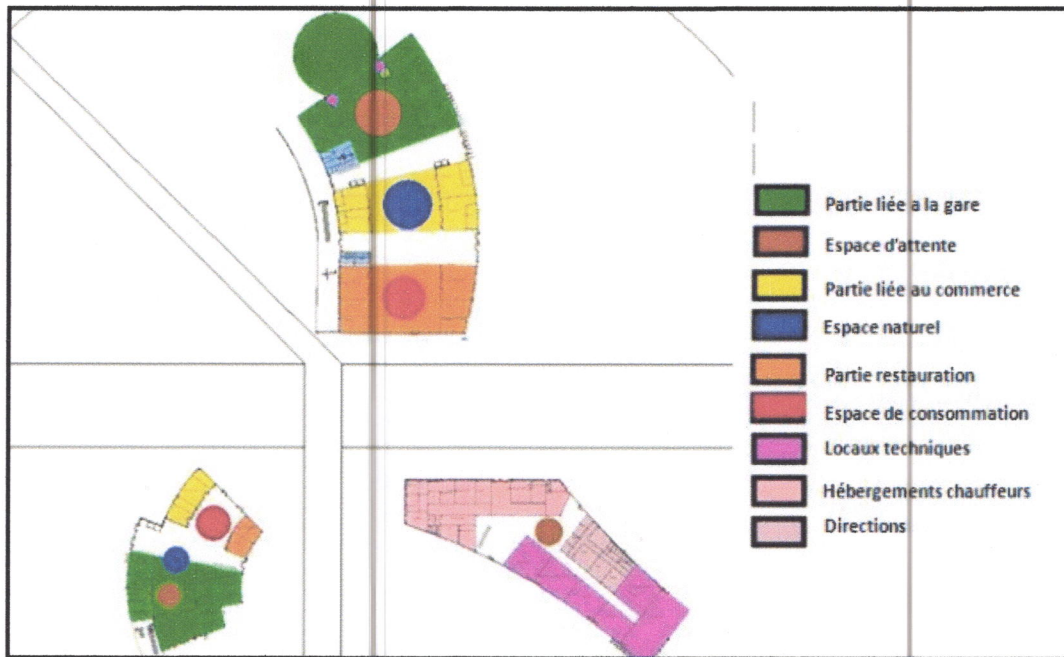 Partie liée a la gare
Espace d'attente
Partie liée au commerce
Espace naturel
Partie restauration
Espace de consommation
Locaux techniques
Hébergements chauffeurs
Directions